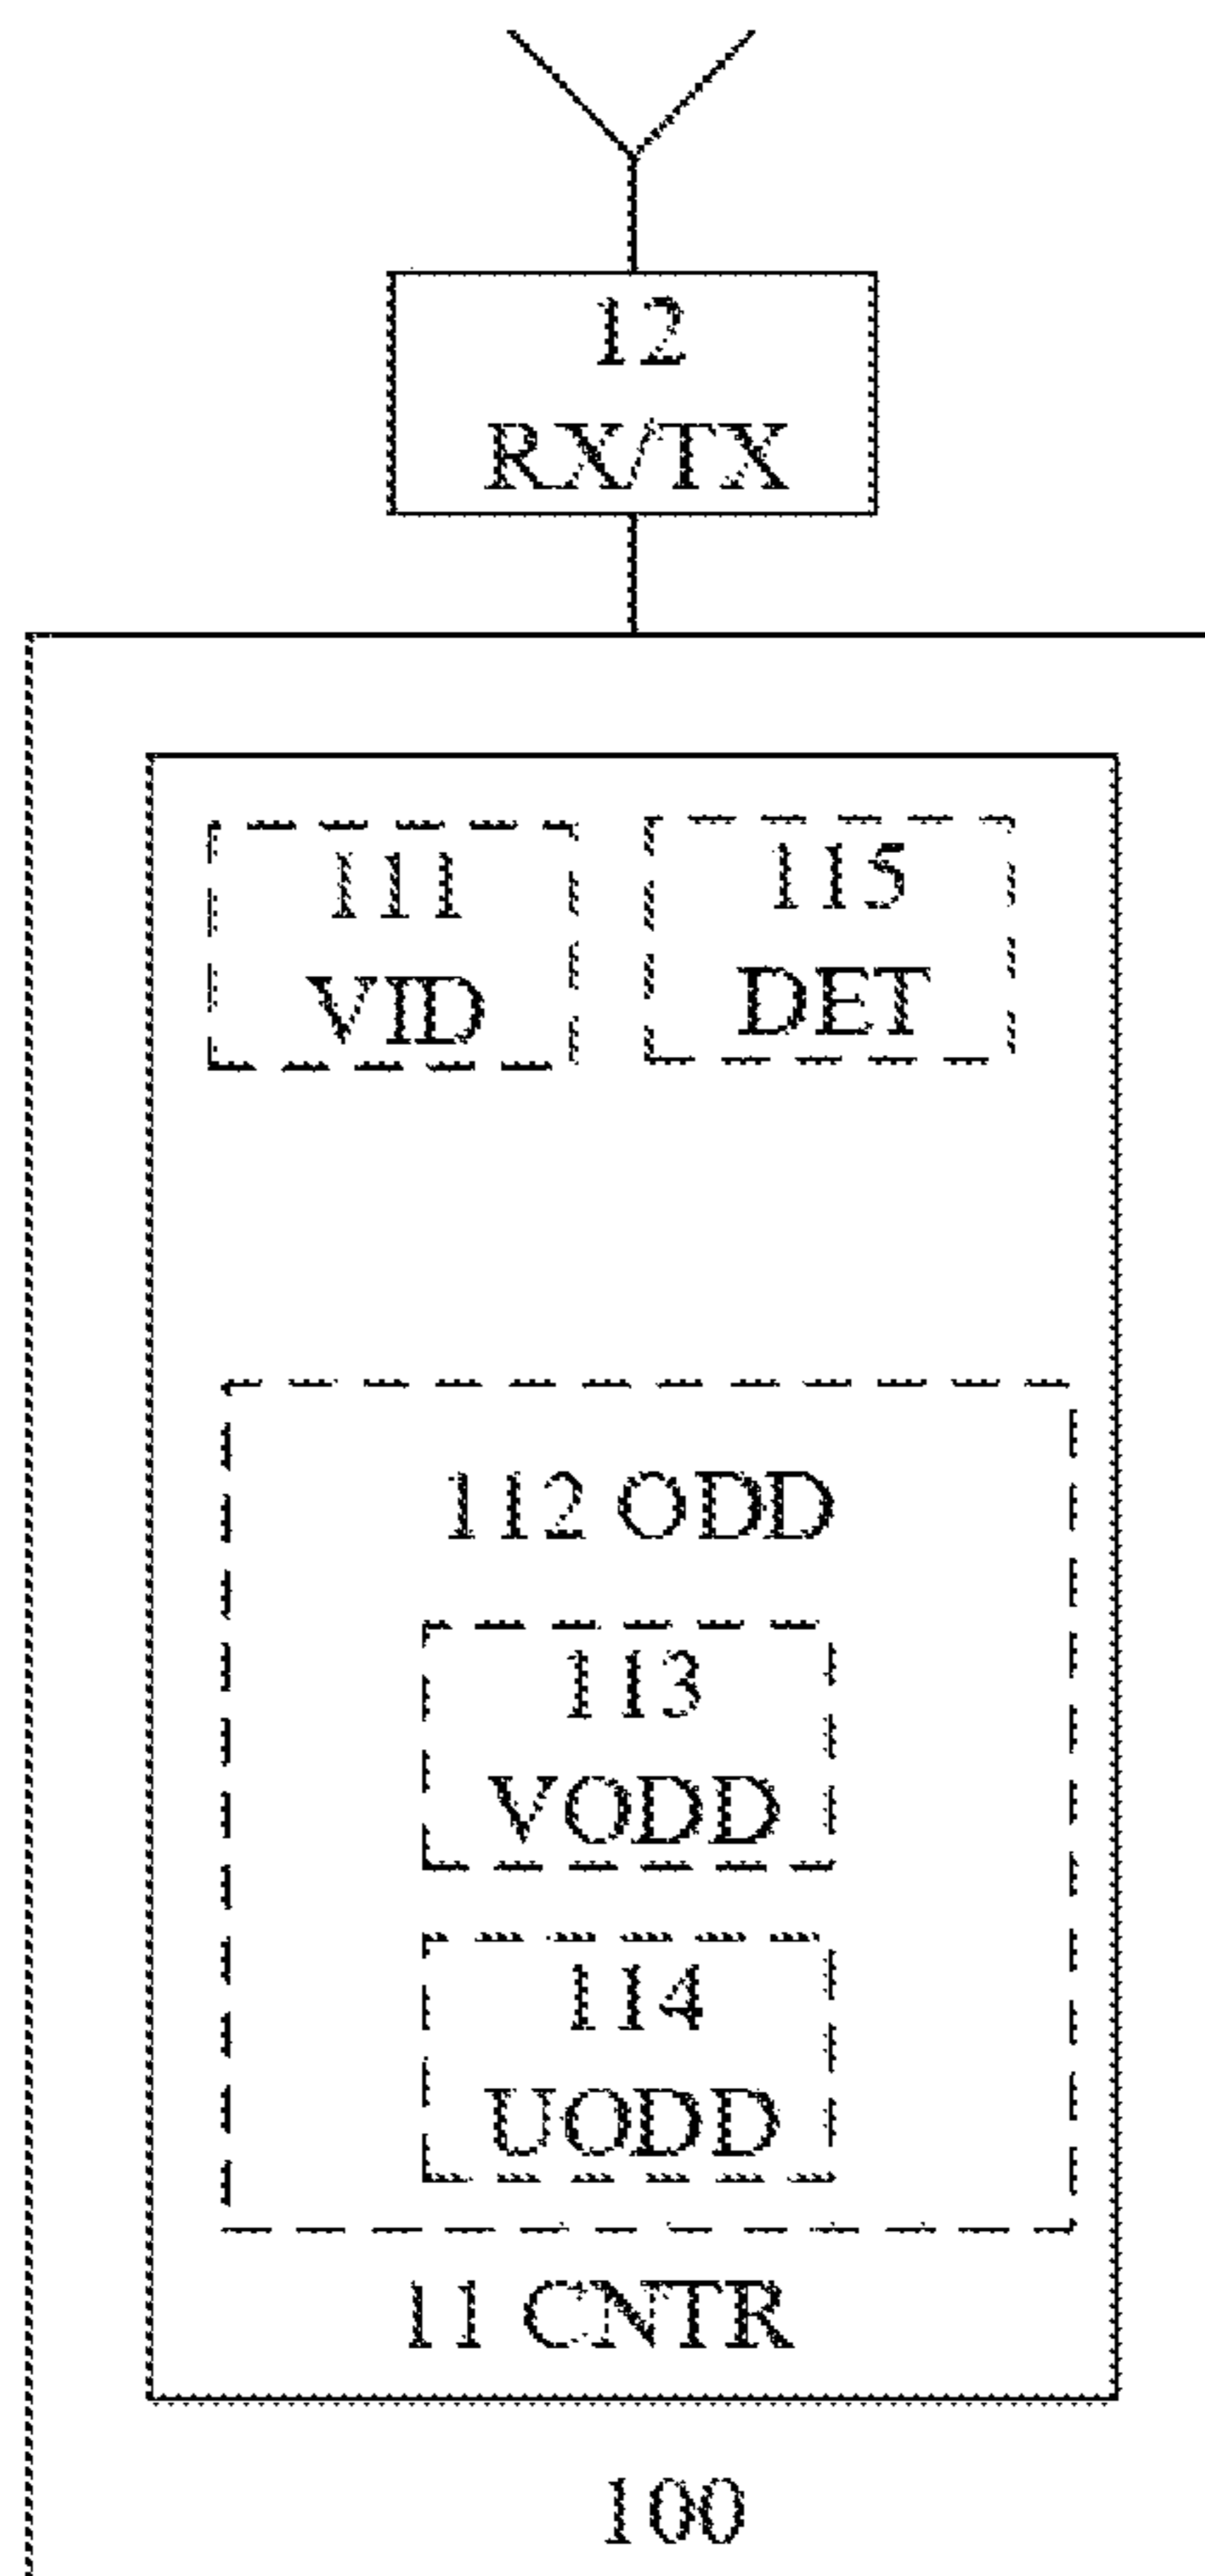 12
RX/TX
111
VID
115
DET
112 ODD
113
VODD
114
UODD
11 CNTR
100